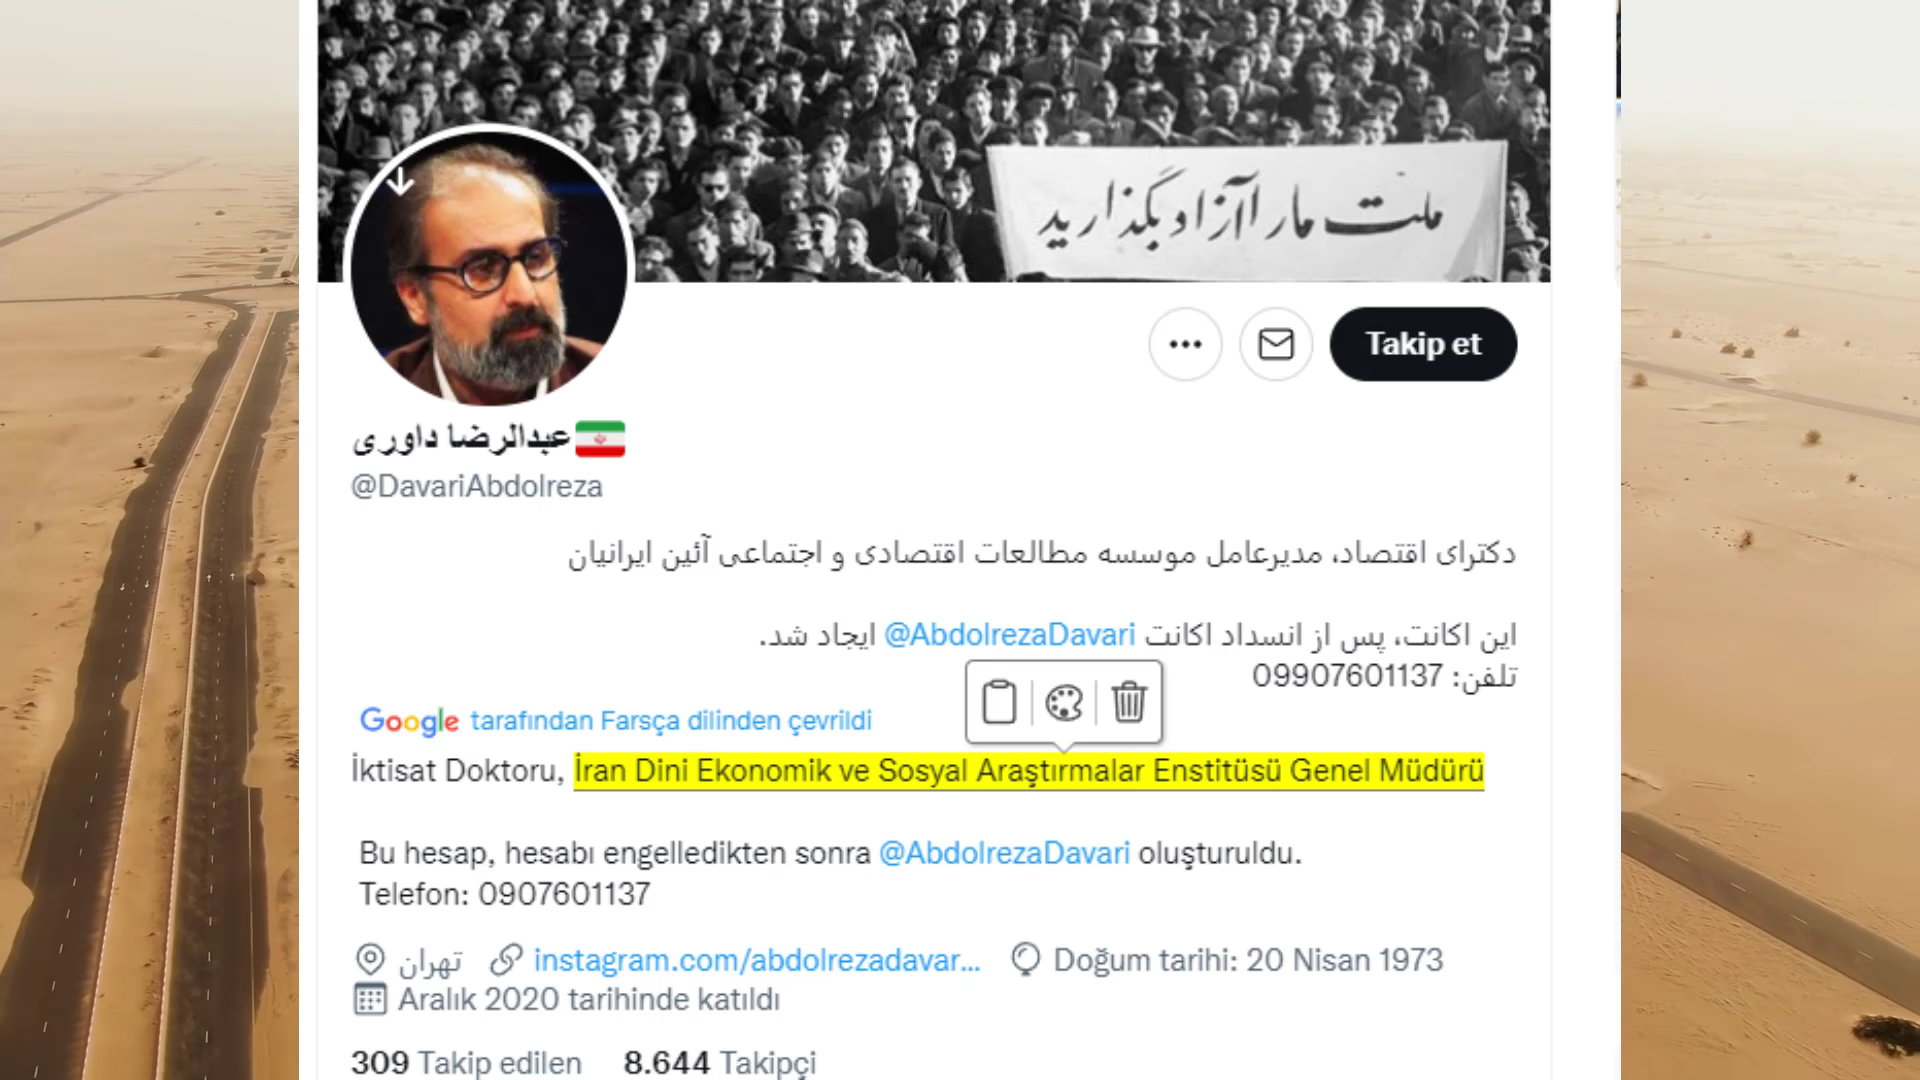 ملت ما را آزاد بگذارید
Takip et
عبدالرضا داوری
@DavariAbdolreza
دکترای اقتصاد، مدیرعامل موسسه مطالعات اقتصادی و اجتماعی آئین ایرانیان
این اکانت، پس از انسداد اکانت @AbdolrezaDavari ایجاد شد.
تلفن: 09907601137
Google tarafından Farsça dilinden çevrildi
İktisat Doktoru, İran Dini Ekonomik ve Sosyal Araştırmalar Enstitüsü Genel Müdürü
Bu hesap, hesabı engelledikten sonra @AbdolrezaDavari oluşturuldu.
Telefon: 0907601137
تهران instagram.com/abdolrezadavar... Doğum tarihi: 20 Nisan 1973
Aralık 2020 tarihinde katıldı
309 Takip edilen 8.644 Takipçi